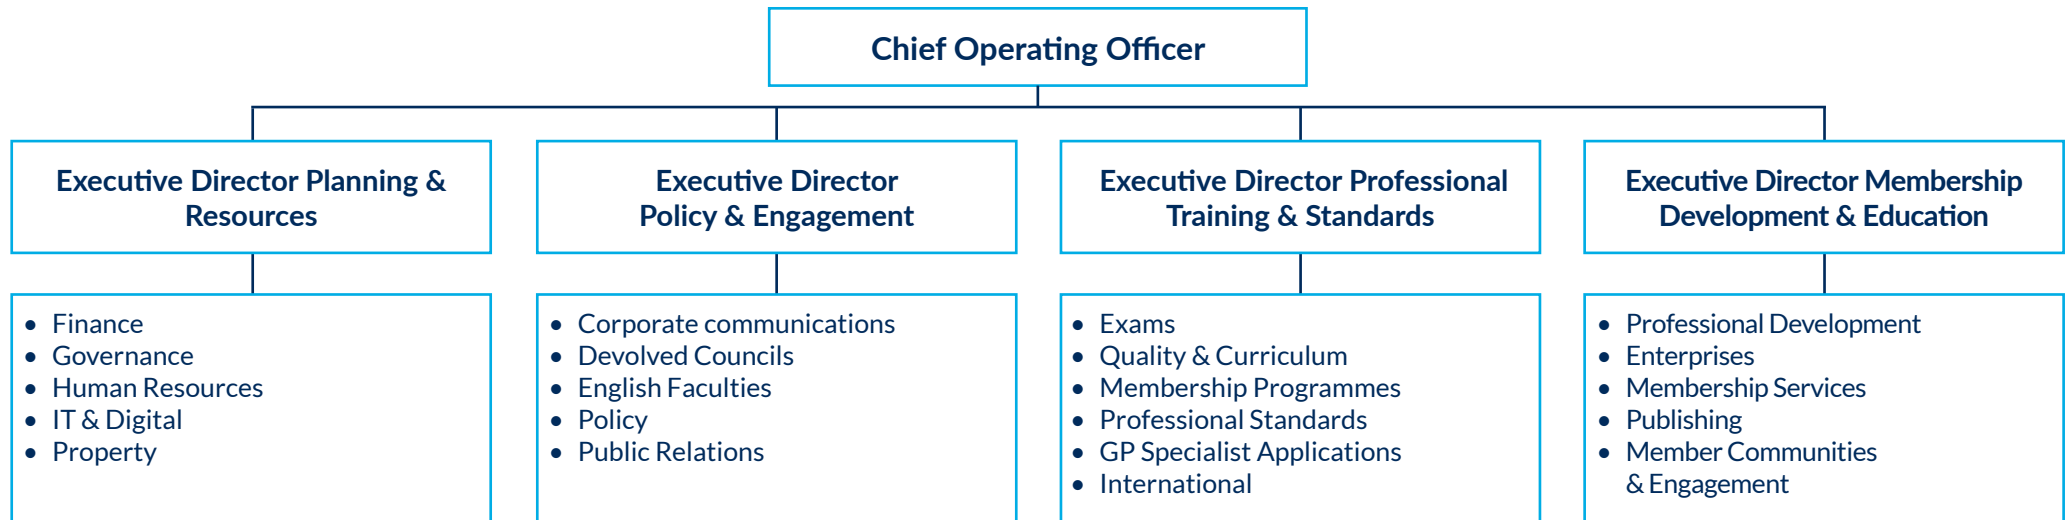 Chief Operating Officer
Executive Director Planning &
Resources
Executive Director
Policy & Engagement
Executive Director Professional
Training & Standards
Executive Director Membership
Development & Education
• Finance
• Governance
• Human Resources
• IT & Digital
• Property
• Corporate communications
• Devolved Councils
• English Faculties
• Policy
• Public Relations
• Exams
• Quality & Curriculum
• Membership Programmes
• Professional Standards
• GP Specialist Applications
• International
• Professional Development
• Enterprises
• Membership Services
• Publishing
• Member Communities
& Engagement